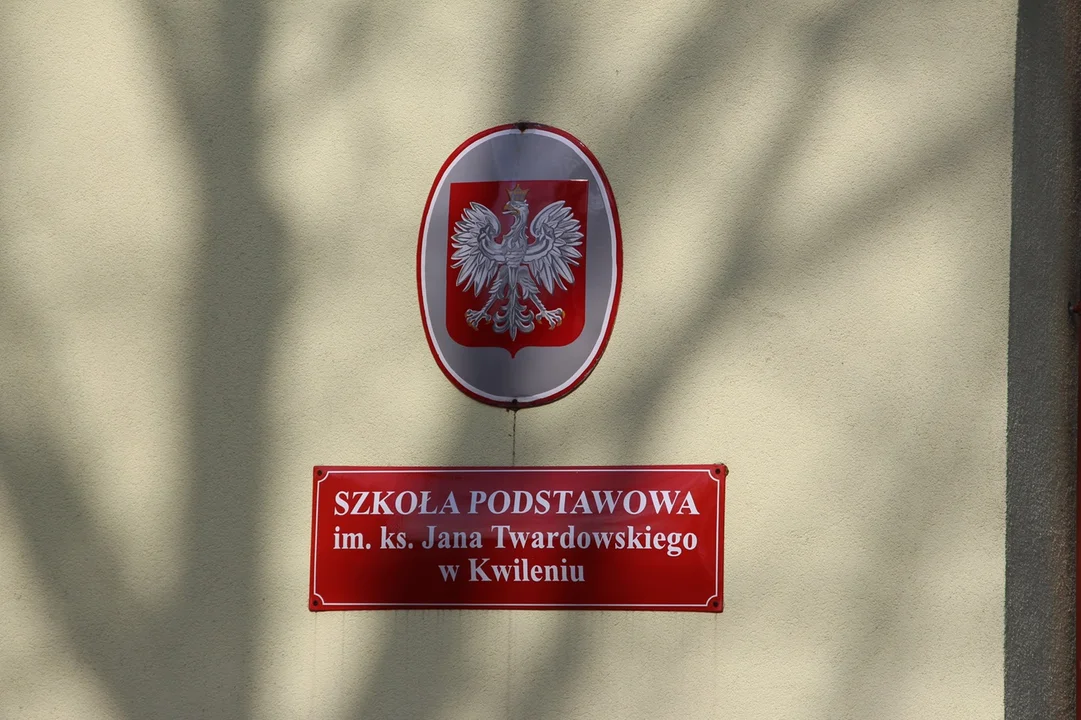 SZKOŁA PODSTAWOWA
im. ks. Jana Twardowskiego
w Kwileniu